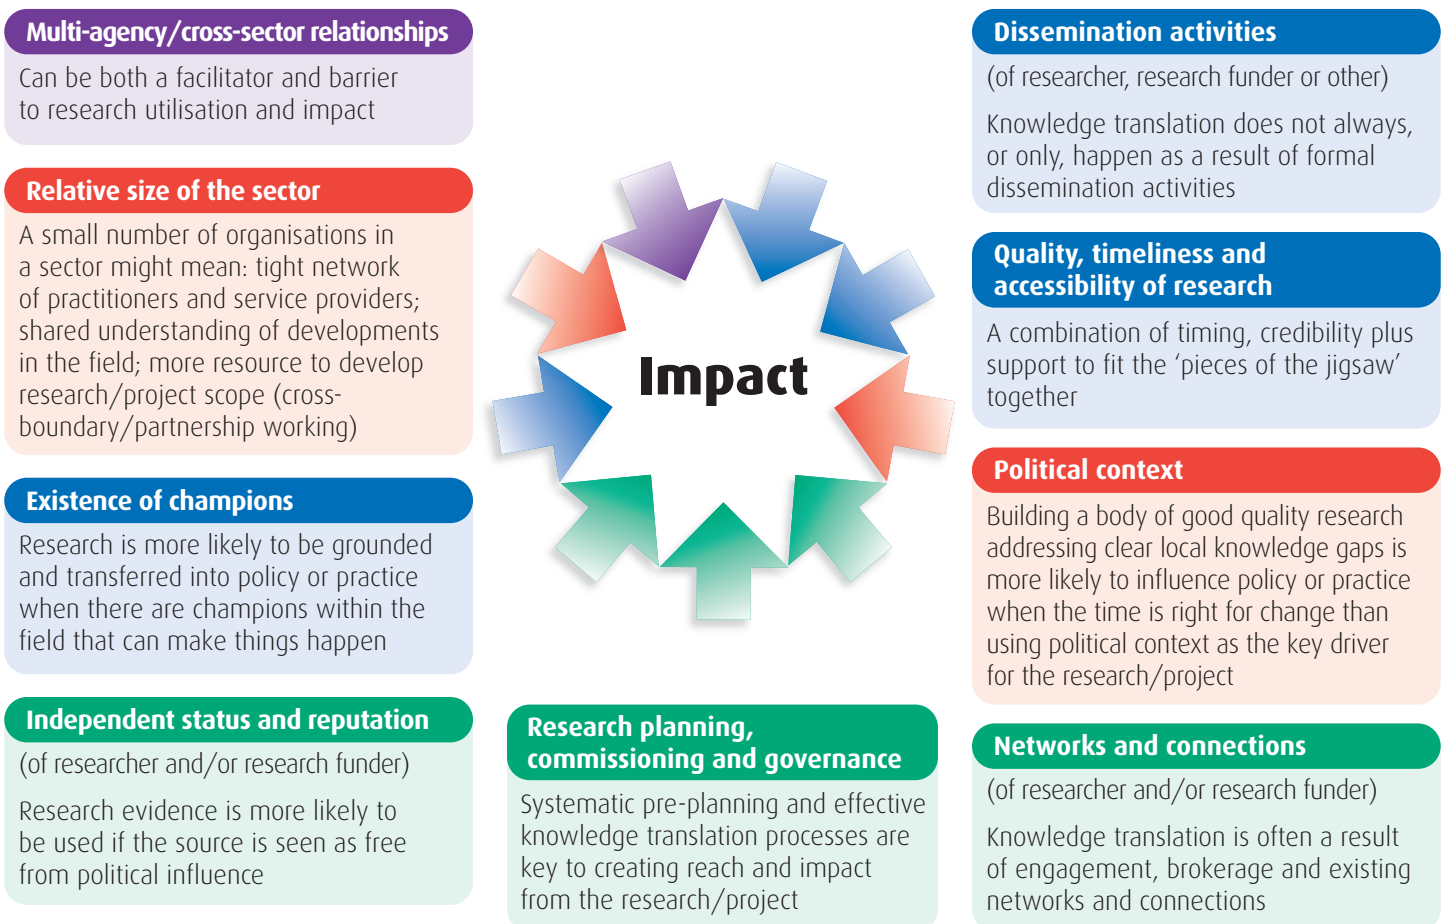 Multi-agency/cross-sector relationships
Can be both a facilitator and barrier
to research utilisation and impact
Relative size of the sector
A small number of organisations in
a sector might mean: tight network
of practitioners and service providers;
shared understanding of developments
in the field; more resource to develop
research/project scope (cross-
boundary/partnership working)
Existence of champions
Research is more likely to be grounded
and transferred into policy or practice
when there are champions within the
field that can make things happen
Independent status and reputation
(of researcher and/or research funder)
Research evidence is more likely to
be used if the source is seen as free
from political influence
Impact
Research planning,
commissioning and governance
Systematic pre-planning and effective
knowledge translation processes are
key to creating reach and impact
from the research/project
Dissemination activities
(of researcher, research funder or other)
Knowledge translation does not always,
or only, happen as a result of formal
dissemination activities
Quality, timeliness and
accessibility of research
A combination of timing, credibility plus
support to fit the ‘pieces of the jigsaw’
together
Political context
Building a body of good quality research
addressing clear local knowledge gaps is
more likely to influence policy or practice
when the time is right for change than
using political context as the key driver
for the research/project
Networks and connections
(of researcher and/or research funder)
Knowledge translation is often a result
of engagement, brokerage and existing
networks and connections